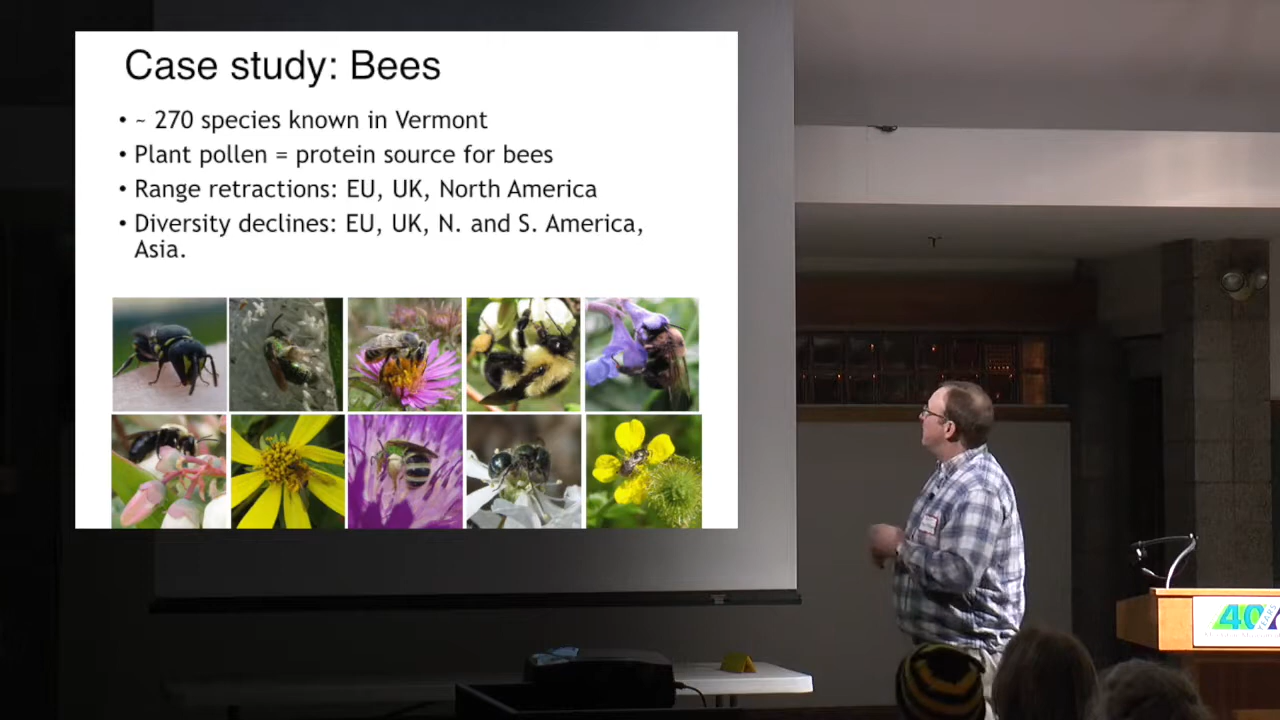 Case study: Bees
• ~ 270 species known in Vermont
• Plant pollen = protein source for bees
• Range retractions: EU, UK, North America
• Diversity declines: EU, UK, N. and S. America,
Asia.
40
YEARS